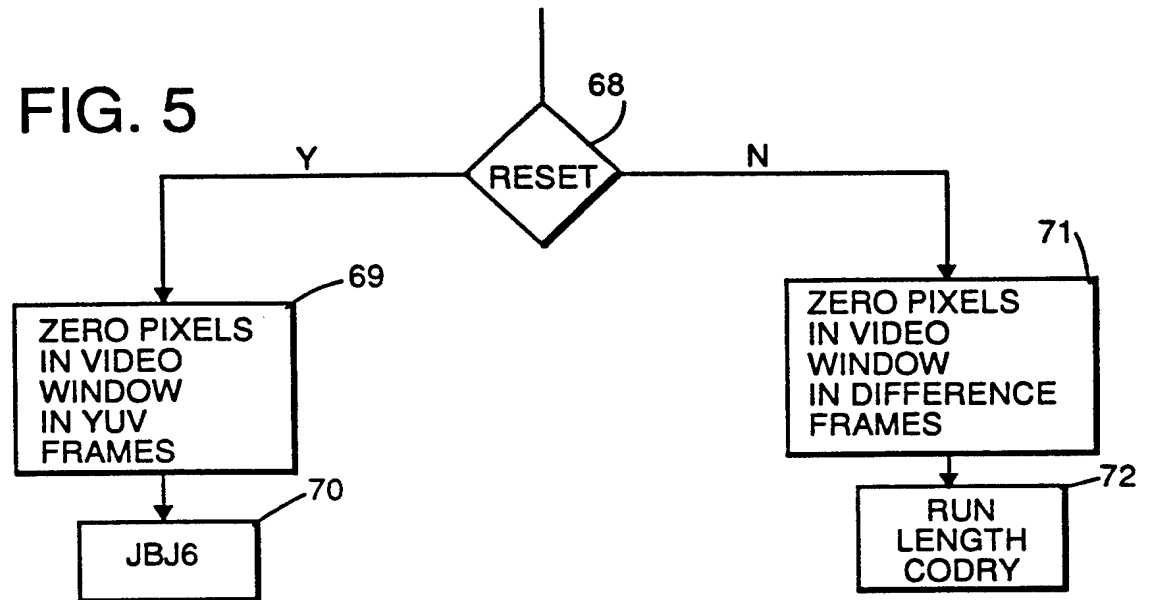 FIG. 5
68
RESET
Y
N
69
ZERO PIXELS
IN VIDEO
WINDOW
IN YUV
FRAMES
70
JBJ6
71
ZERO PIXELS
IN VIDEO
WINDOW
IN DIFFERENCE
FRAMES
72
RUN
LENGTH
CODRY